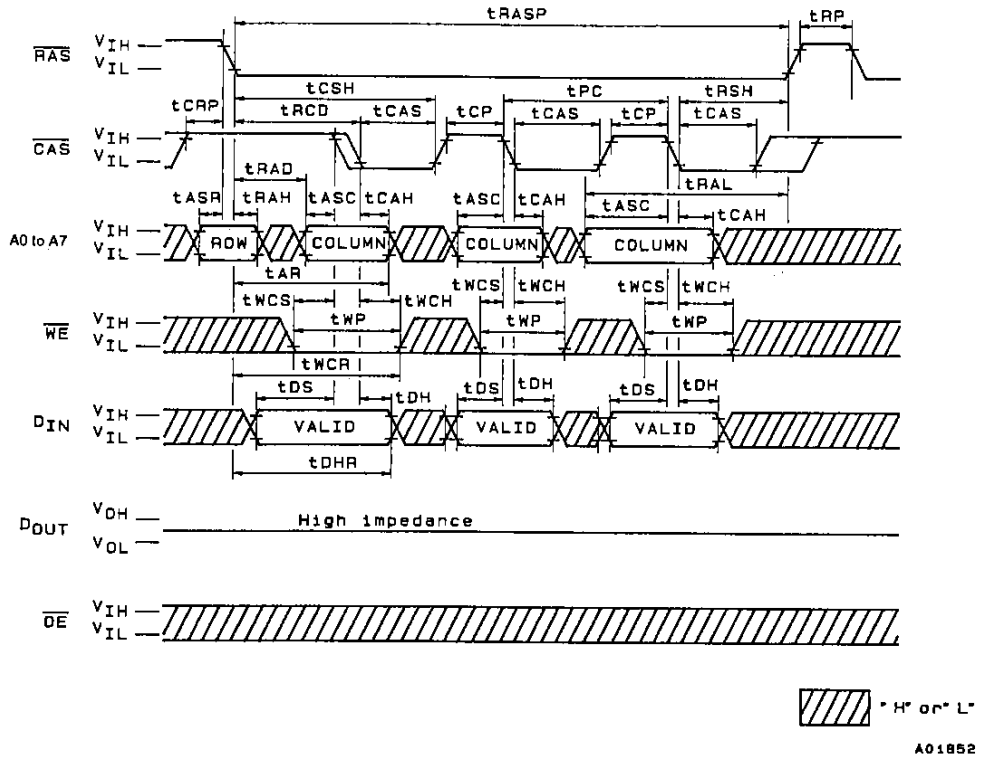 tRASP
tRP
RAS VIH VIL
tCSH
tPC
tRSH
tCRP tRCD tCAS tCP tCAS tCP tCAS
CAS VIH VIL
tRAD
tRAL
tASR tRAH tASC tCAH tASC tCAH tASC tCAH
A0 to A7 VIH VIL ROW COLUMN COLUMN COLUMN
tAR
tWCS tWCH tWCS tWCH tWCS tWCH
WE VIH VIL tWP tWP tWP
tWCR
tDS tDH tDS tDH tDS tDH
DIN VIH VIL VALID VALID VALID
tDHR
DOUT VOH VOL High impedance
OE VIH VIL
"H" or "L"
A01852